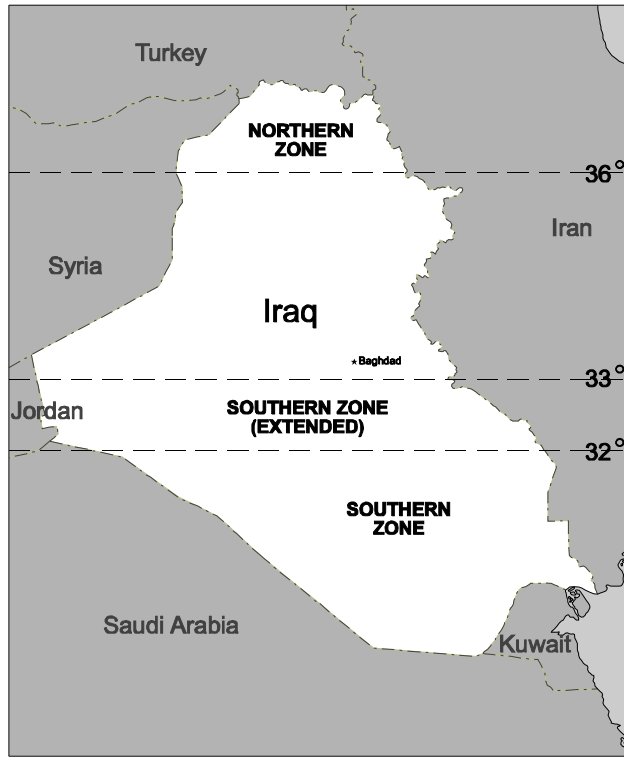 Turkey
NORTHERN
ZONE
36°
Iran
Syria
Iraq
Baghdad
33°
Jordan
SOUTHERN ZONE
(EXTENDED)
32°
SOUTHERN
ZONE
Saudi Arabia
Kuwait